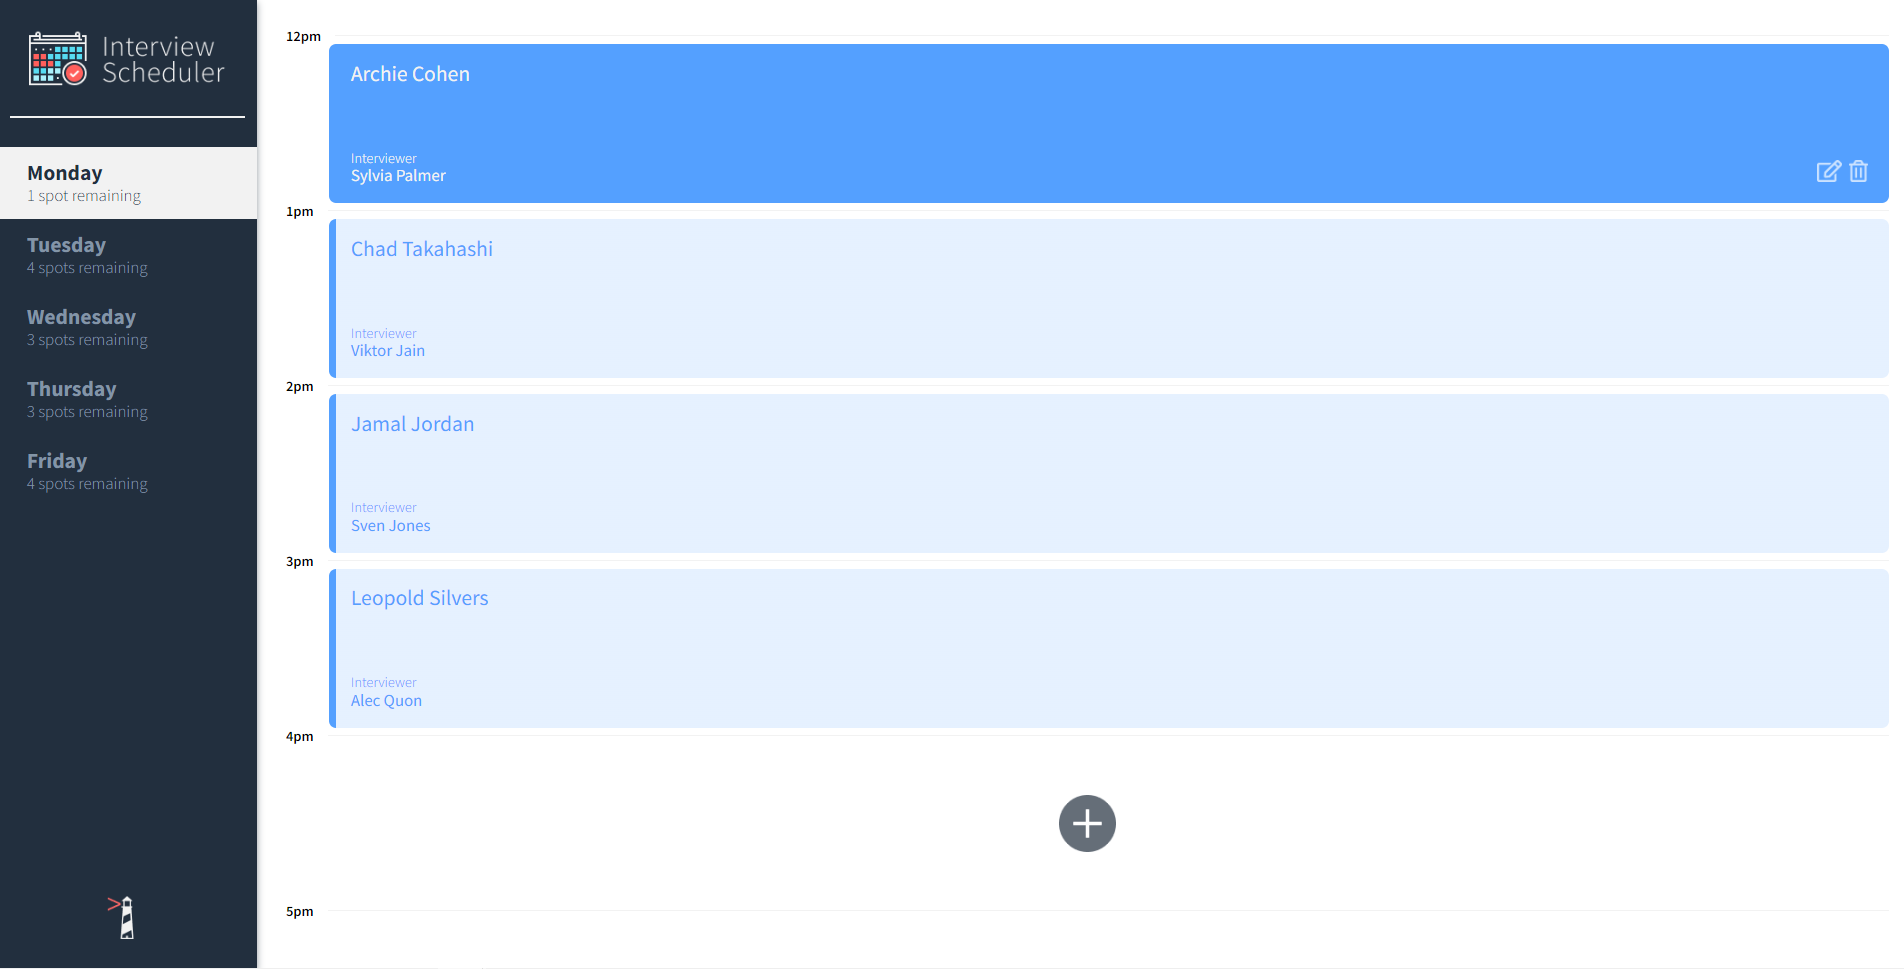 Interview
Scheduler
Monday
1 spot remaining
Tuesday
4 spots remaining
Wednesday
3 spots remaining
Thursday
3 spots remaining
Friday
4 spots remaining
12pm
Archie Cohen
Interviewer
Sylvia Palmer
1pm
Chad Takahashi
Interviewer
Viktor Jain
2pm
Jamal Jordan
Interviewer
Sven Jones
3pm
Leopold Silvers
Interviewer
Alec Quon
4pm
5pm